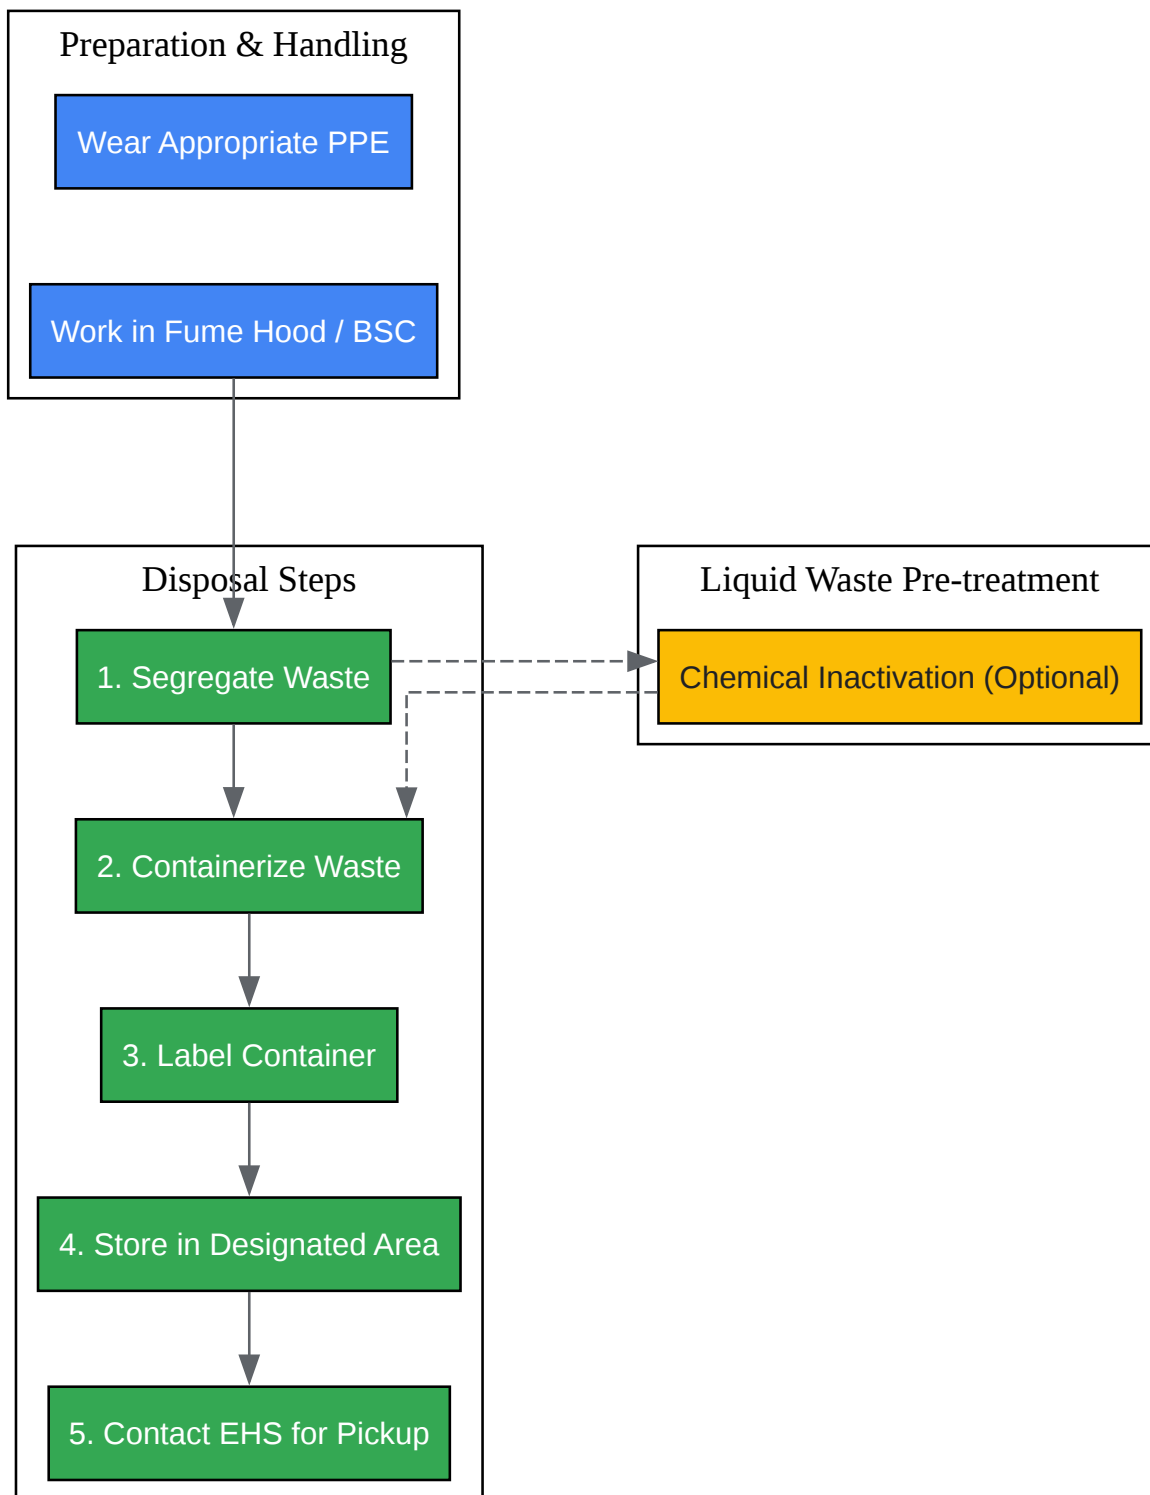 Preparation & Handling
Wear Appropriate PPE
Work in Fume Hood / BSC
Disposal Steps
Liquid Waste Pre-treatment
1. Segregate Waste
Chemical Inactivation (Optional)
2. Containerize Waste
3. Label Container
4. Store in Designated Area
5. Contact EHS for Pickup